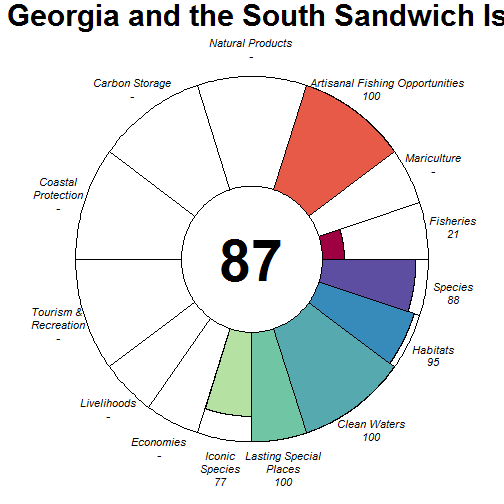 Georgia and the South Sandwich Is
Natural Products
-
Carbon Storage
-
Artisanal Fishing Opportunities
100
Mariculture
-
Coastal
Protection
-
Fisheries
21
87
Species
88
Tourism &
Recreation
-
Habitats
95
Livelihoods
-
Clean Waters
100
Economies
-
Iconic
Species
77
Lasting Special
Places
100